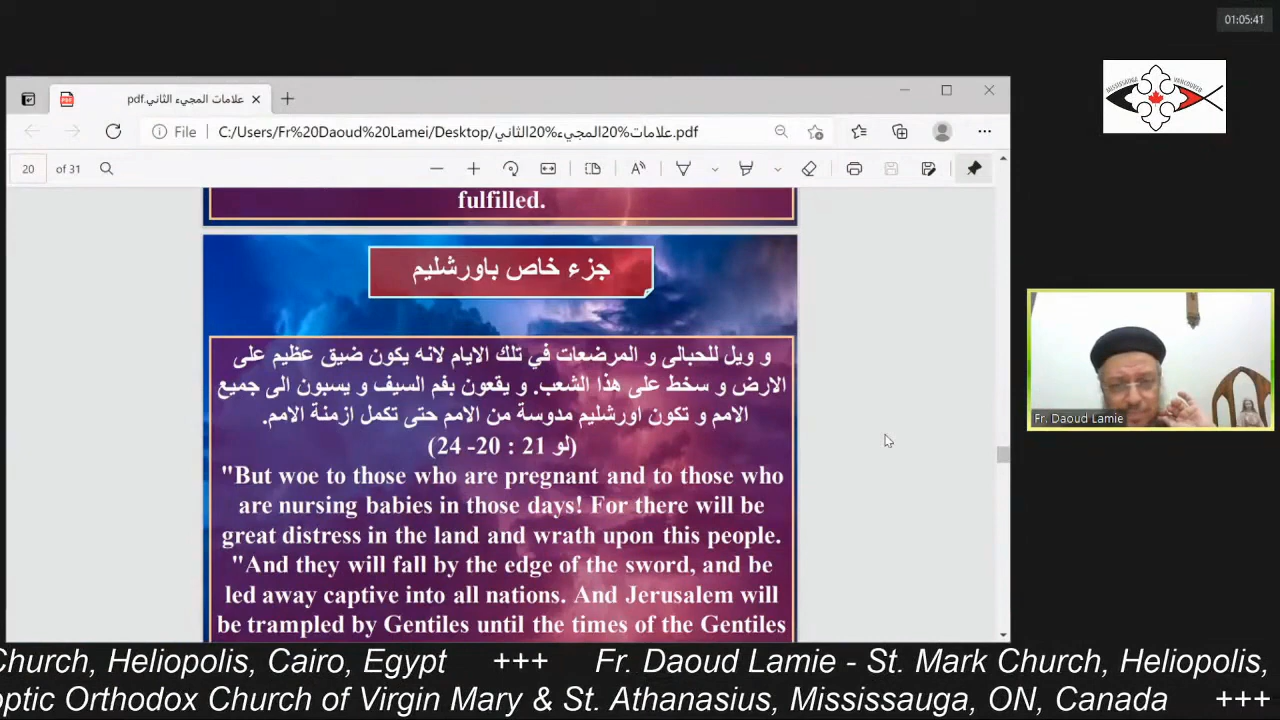 01:05:41
MISSISSAUGA VANCOUVER
علامات المجيء الثاني.pdf
File C:/Users/Fr%20Daoud%20Lamei/Desktop/علامات%20المجيء%20الثاني.pdf
20 of 31
fulfilled.
جزء خاص باورشليم
و ويل للحبالى و المرضعات في تلك الايام لانه يكون ضيق عظيم على
الارض و سخط على هذا الشعب. و يقعون بفم السيف و يسبون الى جميع
الامم و تكون اورشليم مدوسة من الامم حتى تكمل ازمنة الامم.
(لو 21 : 20- 24)
"But woe to those who are pregnant and to those who
are nursing babies in those days! For there will be
great distress in the land and wrath upon this people.
"And they will fall by the edge of the sword, and be
led away captive into all nations. And Jerusalem will
be trampled by Gentiles until the times of the Gentiles
Fr. Daoud Lamie
Church, Heliopolis, Cairo, Egypt +++ Fr. Daoud Lamie - St. Mark Church, Heliopolis,
optic Orthodox Church of Virgin Mary & St. Athanasius, Mississauga, ON, Canada +++